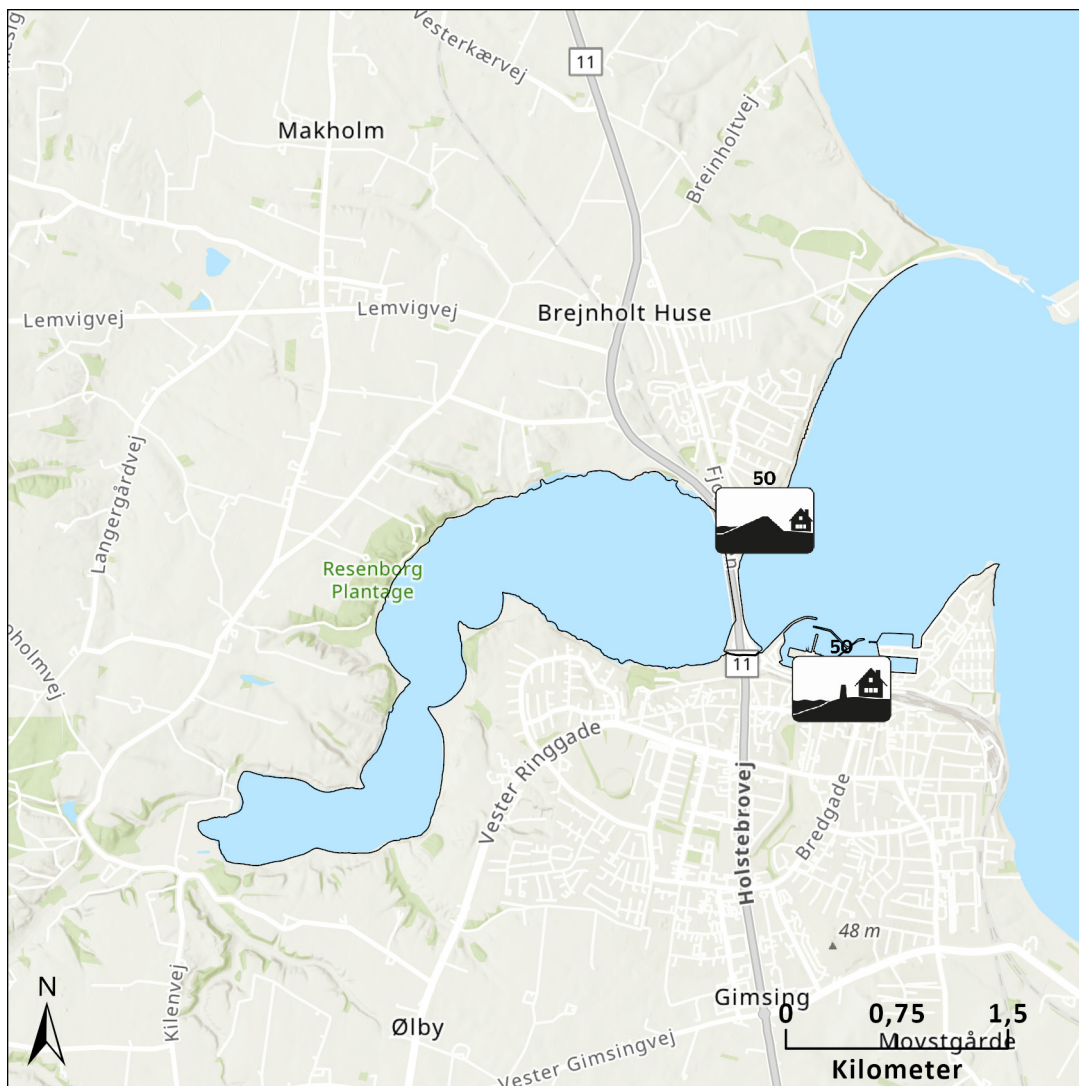 Vesterkærvej
11
Makholm
Breinholtvej
Lemvigvej
Lemvigvej
Brejnholt Huse
Langergårdvej
50
Resenborg
Plantage
50
11
Vester Ringgade
Holstebrovej
Bredgade
48 m
N
Kilenvej
Ølby
Gimsing
Vester Gimsingvej
Movstgårde
0 0,75 1,5
Kilometer